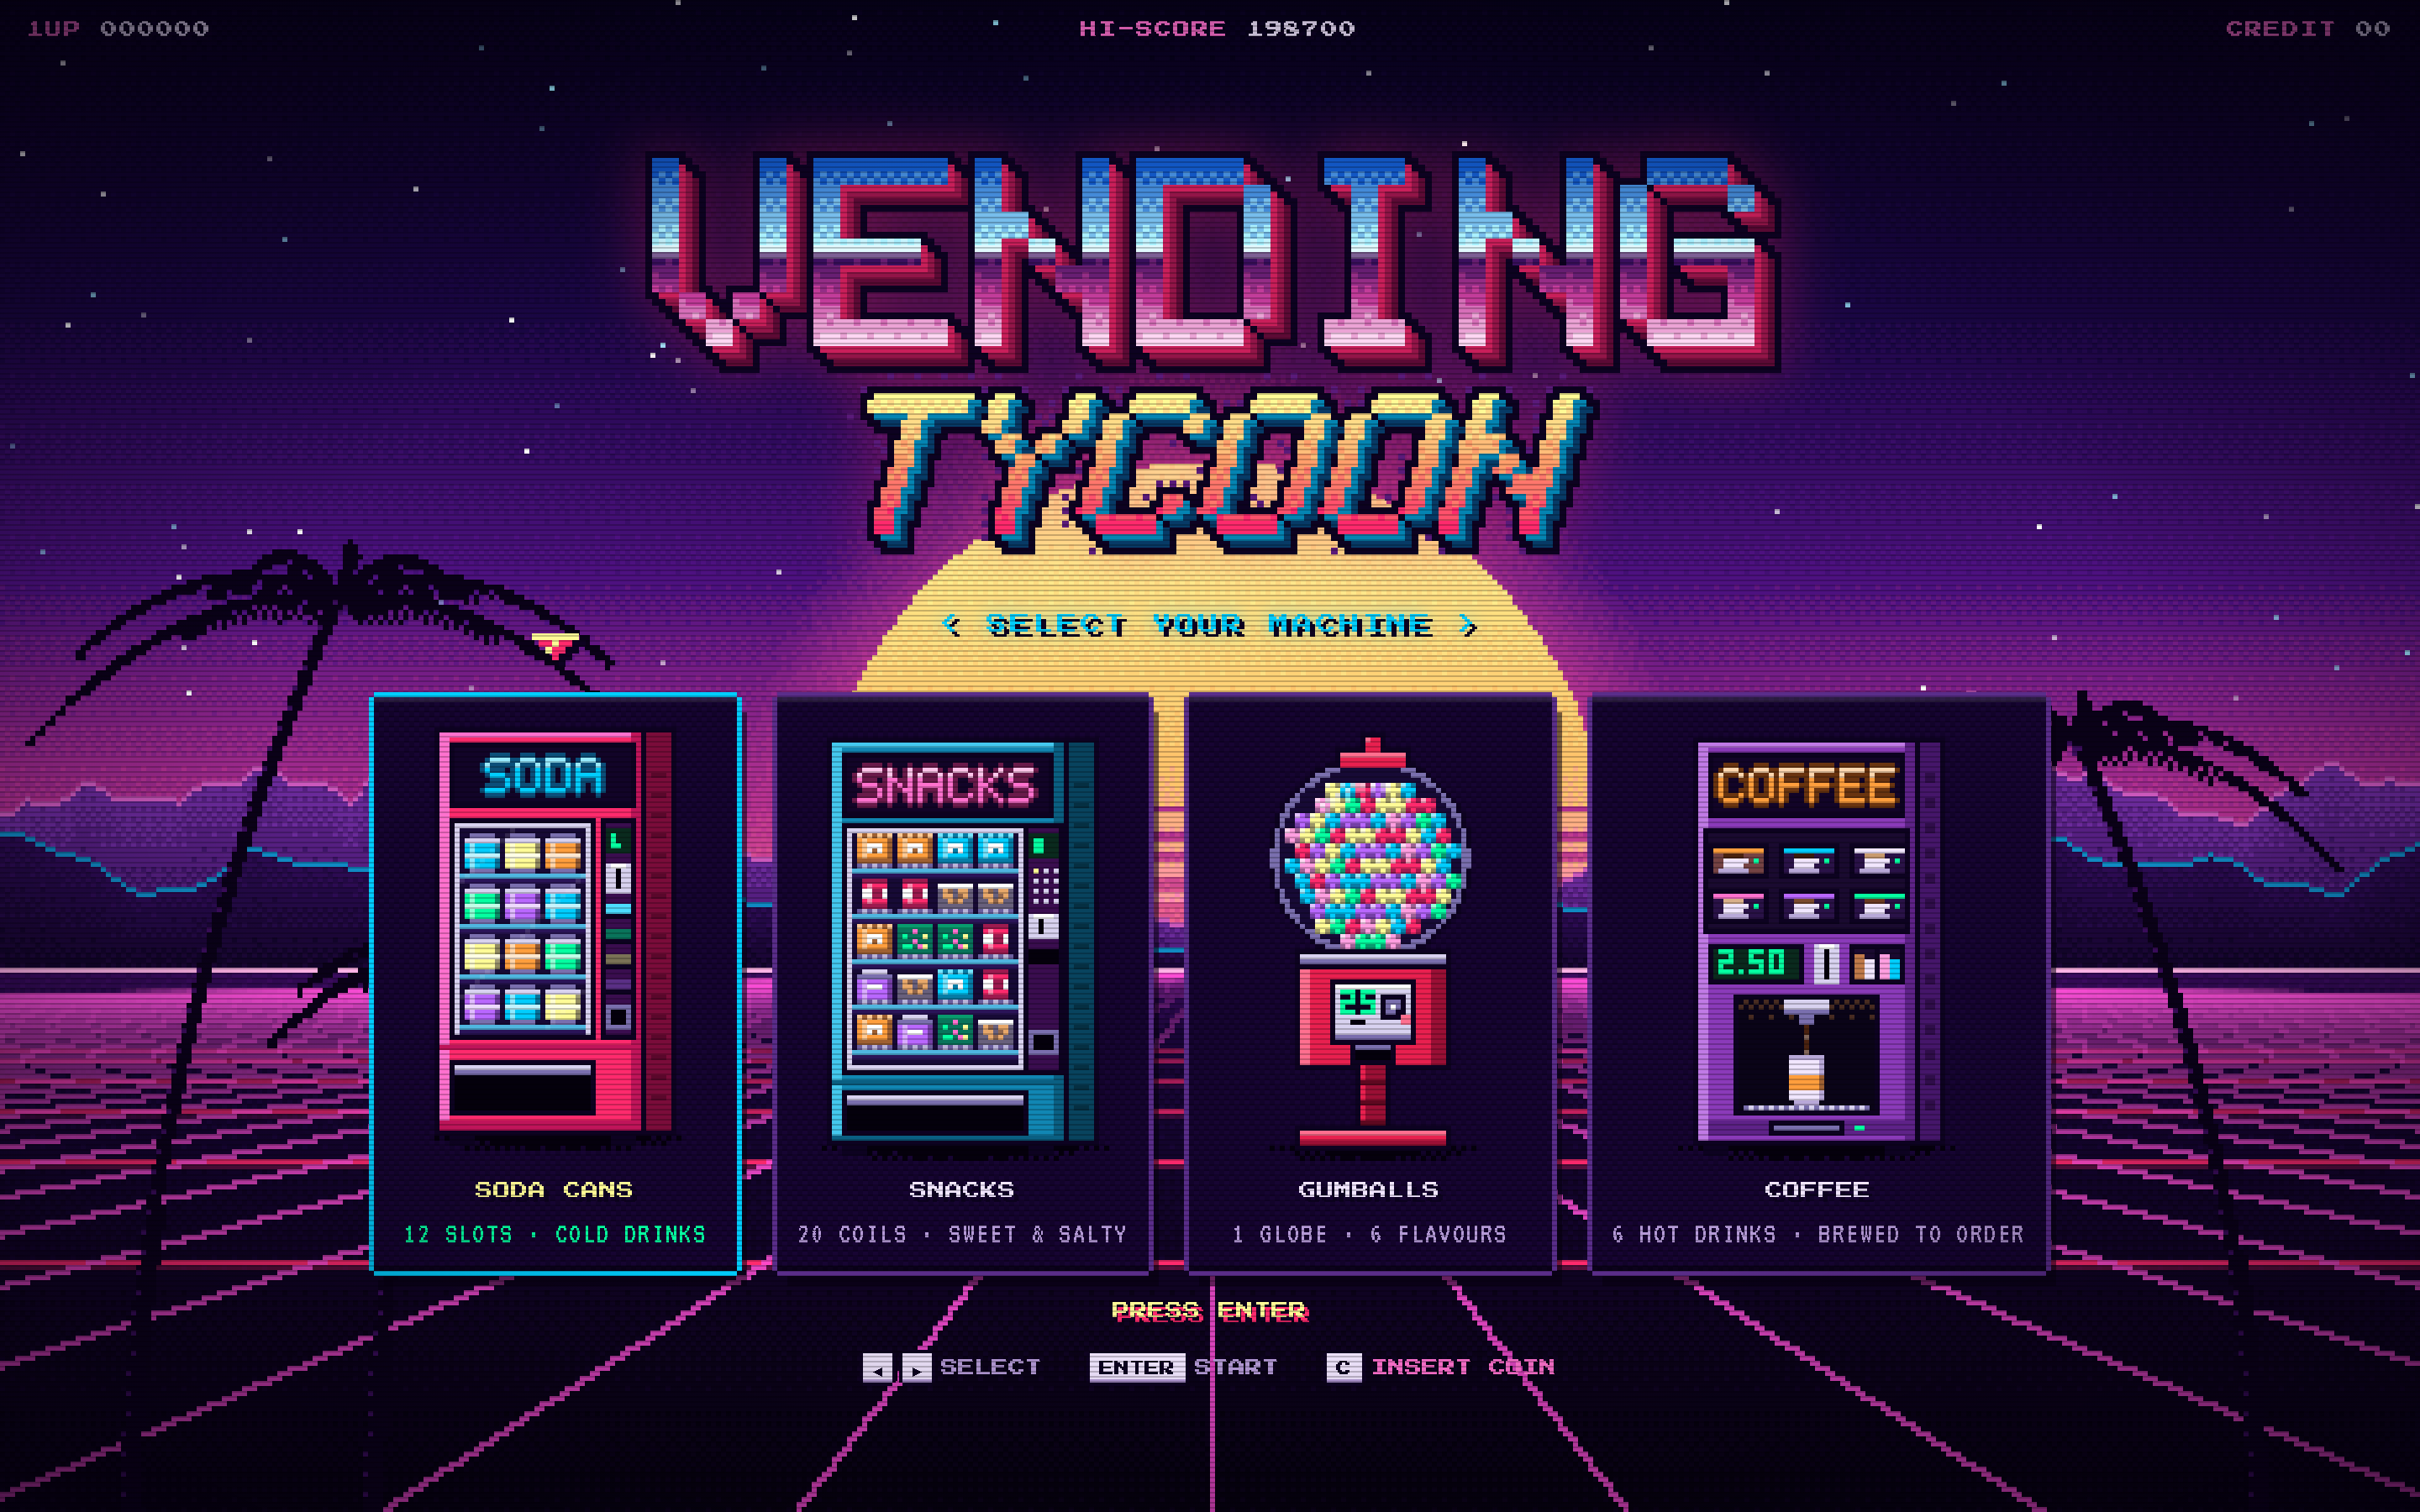 1UP 000000
HI-SCORE 198700
CREDIT 00
VENDING
TYCOON
< SELECT YOUR MACHINE >
SODA
SNACKS
COFFEE
2.50
SODA CANS
SNACKS
GUMBALLS
COFFEE
12 SLOTS · COLD DRINKS
20 COILS · SWEET & SALTY
1 GLOBE · 6 FLAVOURS
6 HOT DRINKS · BREWED TO ORDER
PRESS ENTER
◄ ► SELECT ENTER START C INSERT COIN